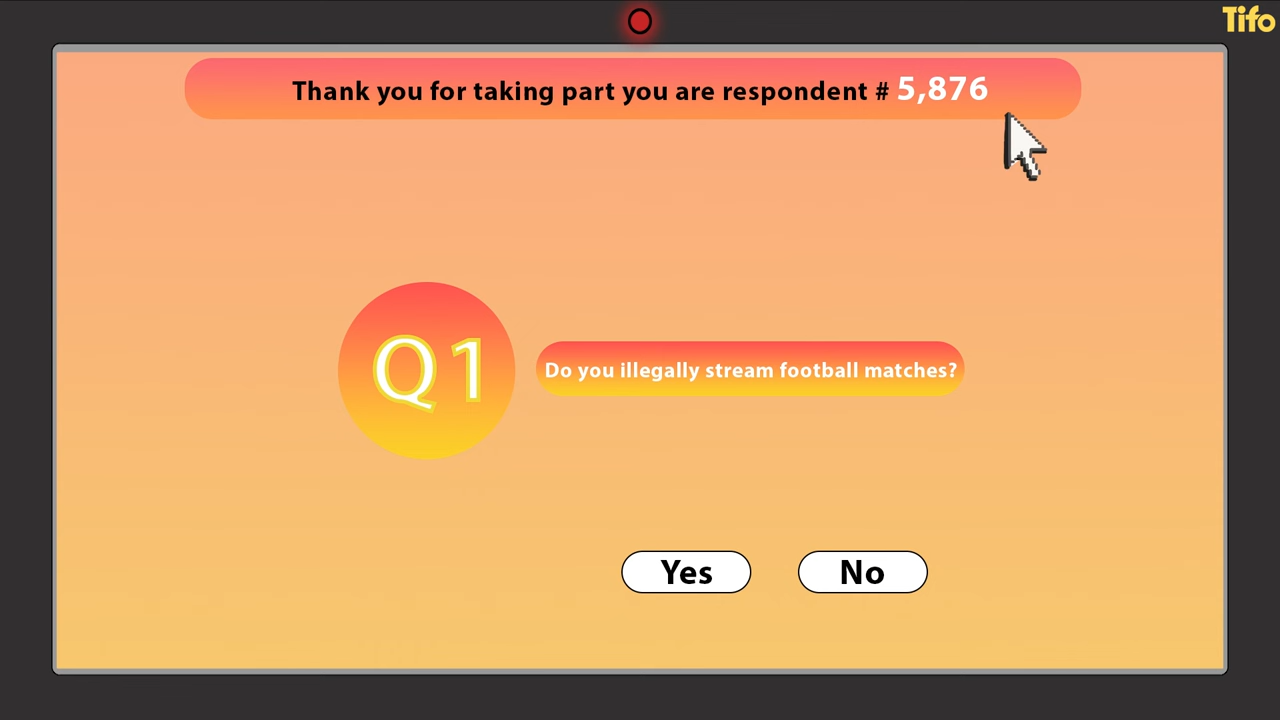 Tifo
Thank you for taking part you are respondent # 5,876
Q1
Do you illegally stream football matches?
Yes
No